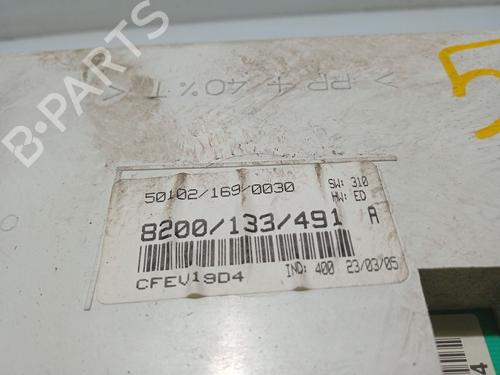 > PP + 40% T <
5
50102/169/0030
SW: 310
HW: ED
8200/133/491 A
CFEV19D4
IND: 400 23/03/05
4
B-PARTS